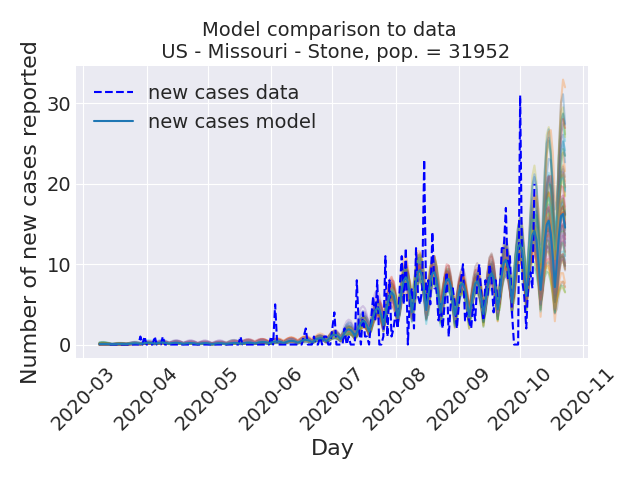 Model comparison to data
US - Missouri - Stone, pop. = 31952
new cases data
new cases model
Number of new cases reported
30
20
10
0
2020-03
2020-04
2020-05
2020-06
2020-07
2020-08
2020-09
2020-10
2020-11
Day